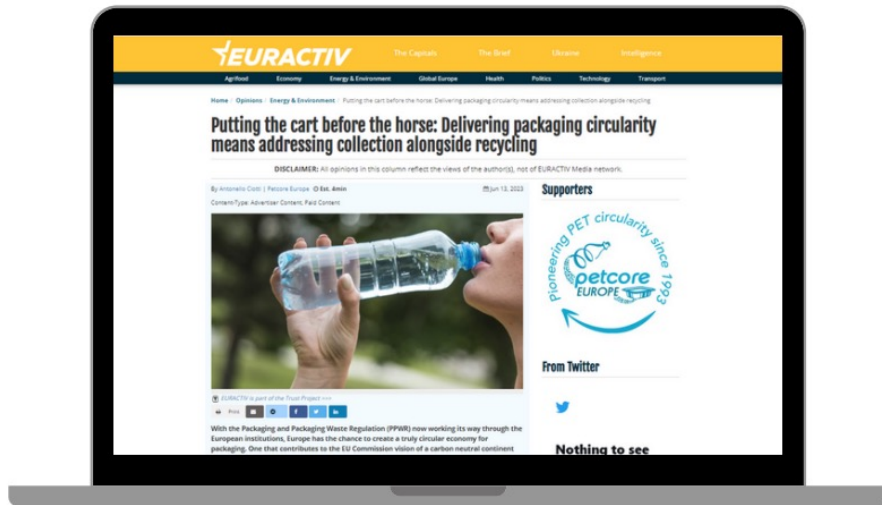 EURACTIV
The Capitals The Brief Ukraine Intelligence
Agrifood Economy Energy & Environment Global Europe Health Politics Technology Transport
Home / Opinions / Energy & Environment / Putting the cart before the horse: Delivering packaging circularity means addressing collection alongside recycling
Putting the cart before the horse: Delivering packaging circularity
means addressing collection alongside recycling
DISCLAIMER: All opinions in this column reflect the views of the author(s), not of EURACTIV Media network.
By Antonello Ciotti | Petcore Europe Est. 4min Jun 13, 2023
Content-Type: Advertiser Content: Paid Content
Supporters
Pioneering PET circularity since 1993
petcore
EUROPE
From Twitter
EURACTIV is part of the Trust Project >>>
Print
With the Packaging and Packaging Waste Regulation (PPWR) now working its way through the
European institutions, Europe has the chance to create a truly circular economy for
packaging. One that contributes to the EU Commission vision of a carbon neutral continent
Nothing to see